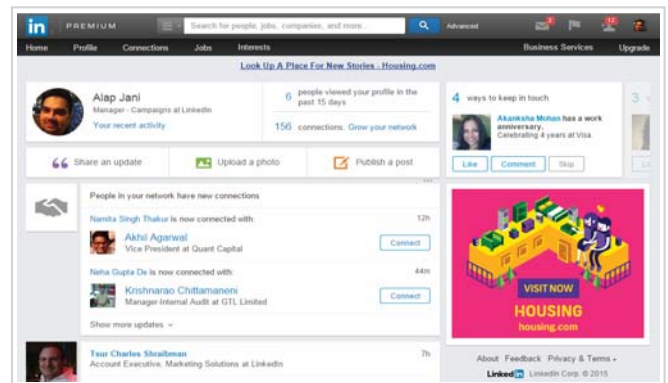 in PREMIUM Search for people, jobs, companies, and more... Advanced
Home Profile Connections Jobs Interests Business Services Upgrade
Look Up A Place For New Stories - Housing.com
Alap Jani
Manager - Campaigns at LinkedIn
Your recent activity
6 people viewed your profile in the
past 15 days
156 connections. Grow your network
4 ways to keep in touch
Akanksha Mohan has a work
anniversary.
Celebrating 4 years at Visa
Like Comment Skip
3
Share an update Upload a photo Publish a post
People in your network have new connections
Namita Singh Thakur is now connected with: 12h
Akhil Agarwal
Vice President at Quant Capital
Connect
Neha Gupta De is now connected with: 44m
Krishnarao Chittamaneni
Manager-Internal Audit at GTL Limited
Connect
Show more updates
Tsur Charles Shraibman 7h
Account Executive, Marketing Solutions at LinkedIn
VISIT NOW
HOUSING
housing.com
About Feedback Privacy & Terms
LinkedIn LinkedIn Corp. © 2015